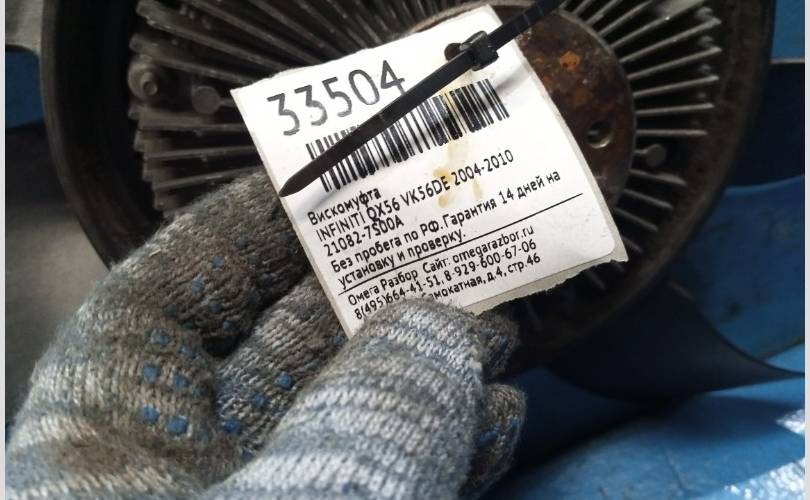 33504
Вискомуфта
INFINITI QX56 VK56DE 2004-2010
21082-7S00A
Без пробега по РФ.Гарантия 14 дней на
установку и проверку.
Омега Разбор Сайт: omegarazbor.ru
8(495)664-41-51, 8-929-600-67-06
д.4, стр.46